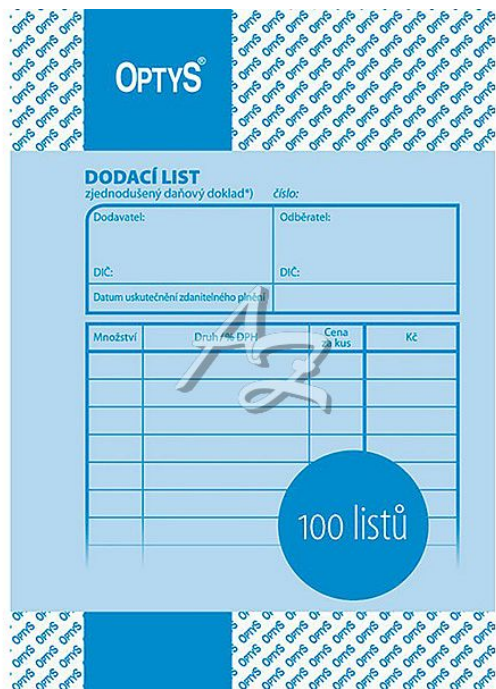 OPTYS®
DODACÍ LIST
zjednodušený daňový doklad*) číslo:
Dodavatel: Odběratel:
DIČ: DIČ:
Datum uskutečnění zdanitelného plnění
Množství Druh / % DPH Cena za kus Kč
AZ
100 listů